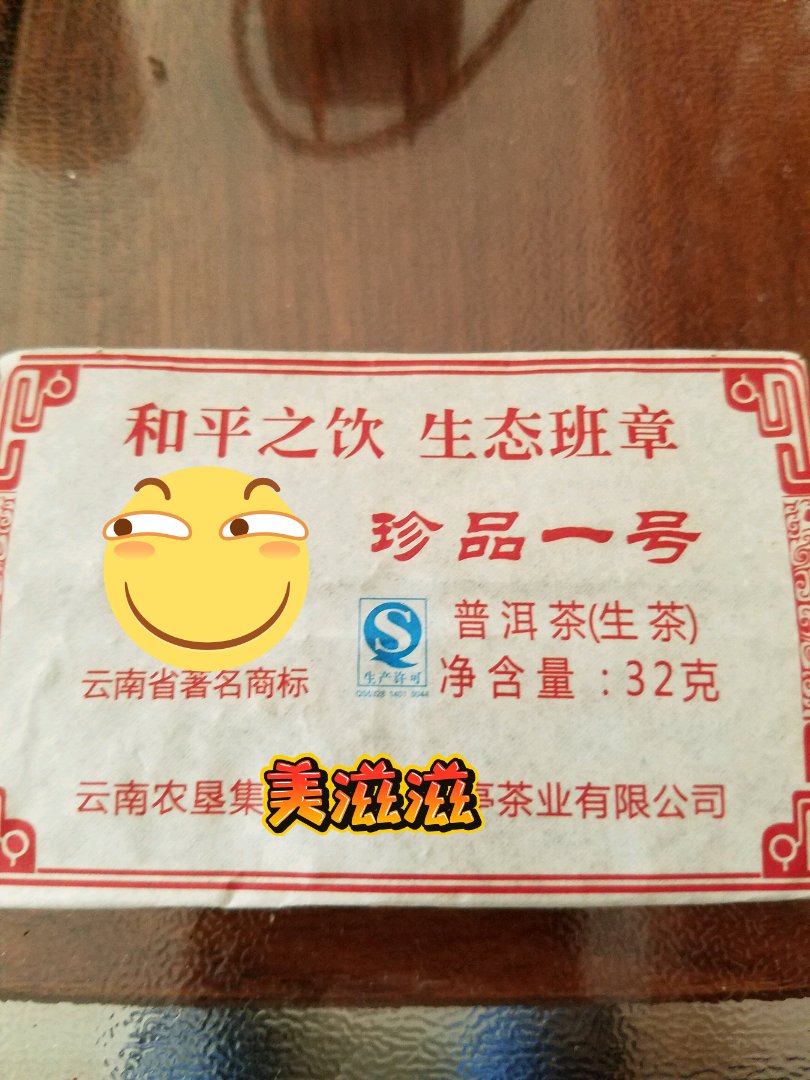 和平之饮 生态班章
珍品一号
S
生产许可
普洱茶(生茶)
净含量:32克
云南省著名商标
云南农垦集
美滋滋
茶业有限公司